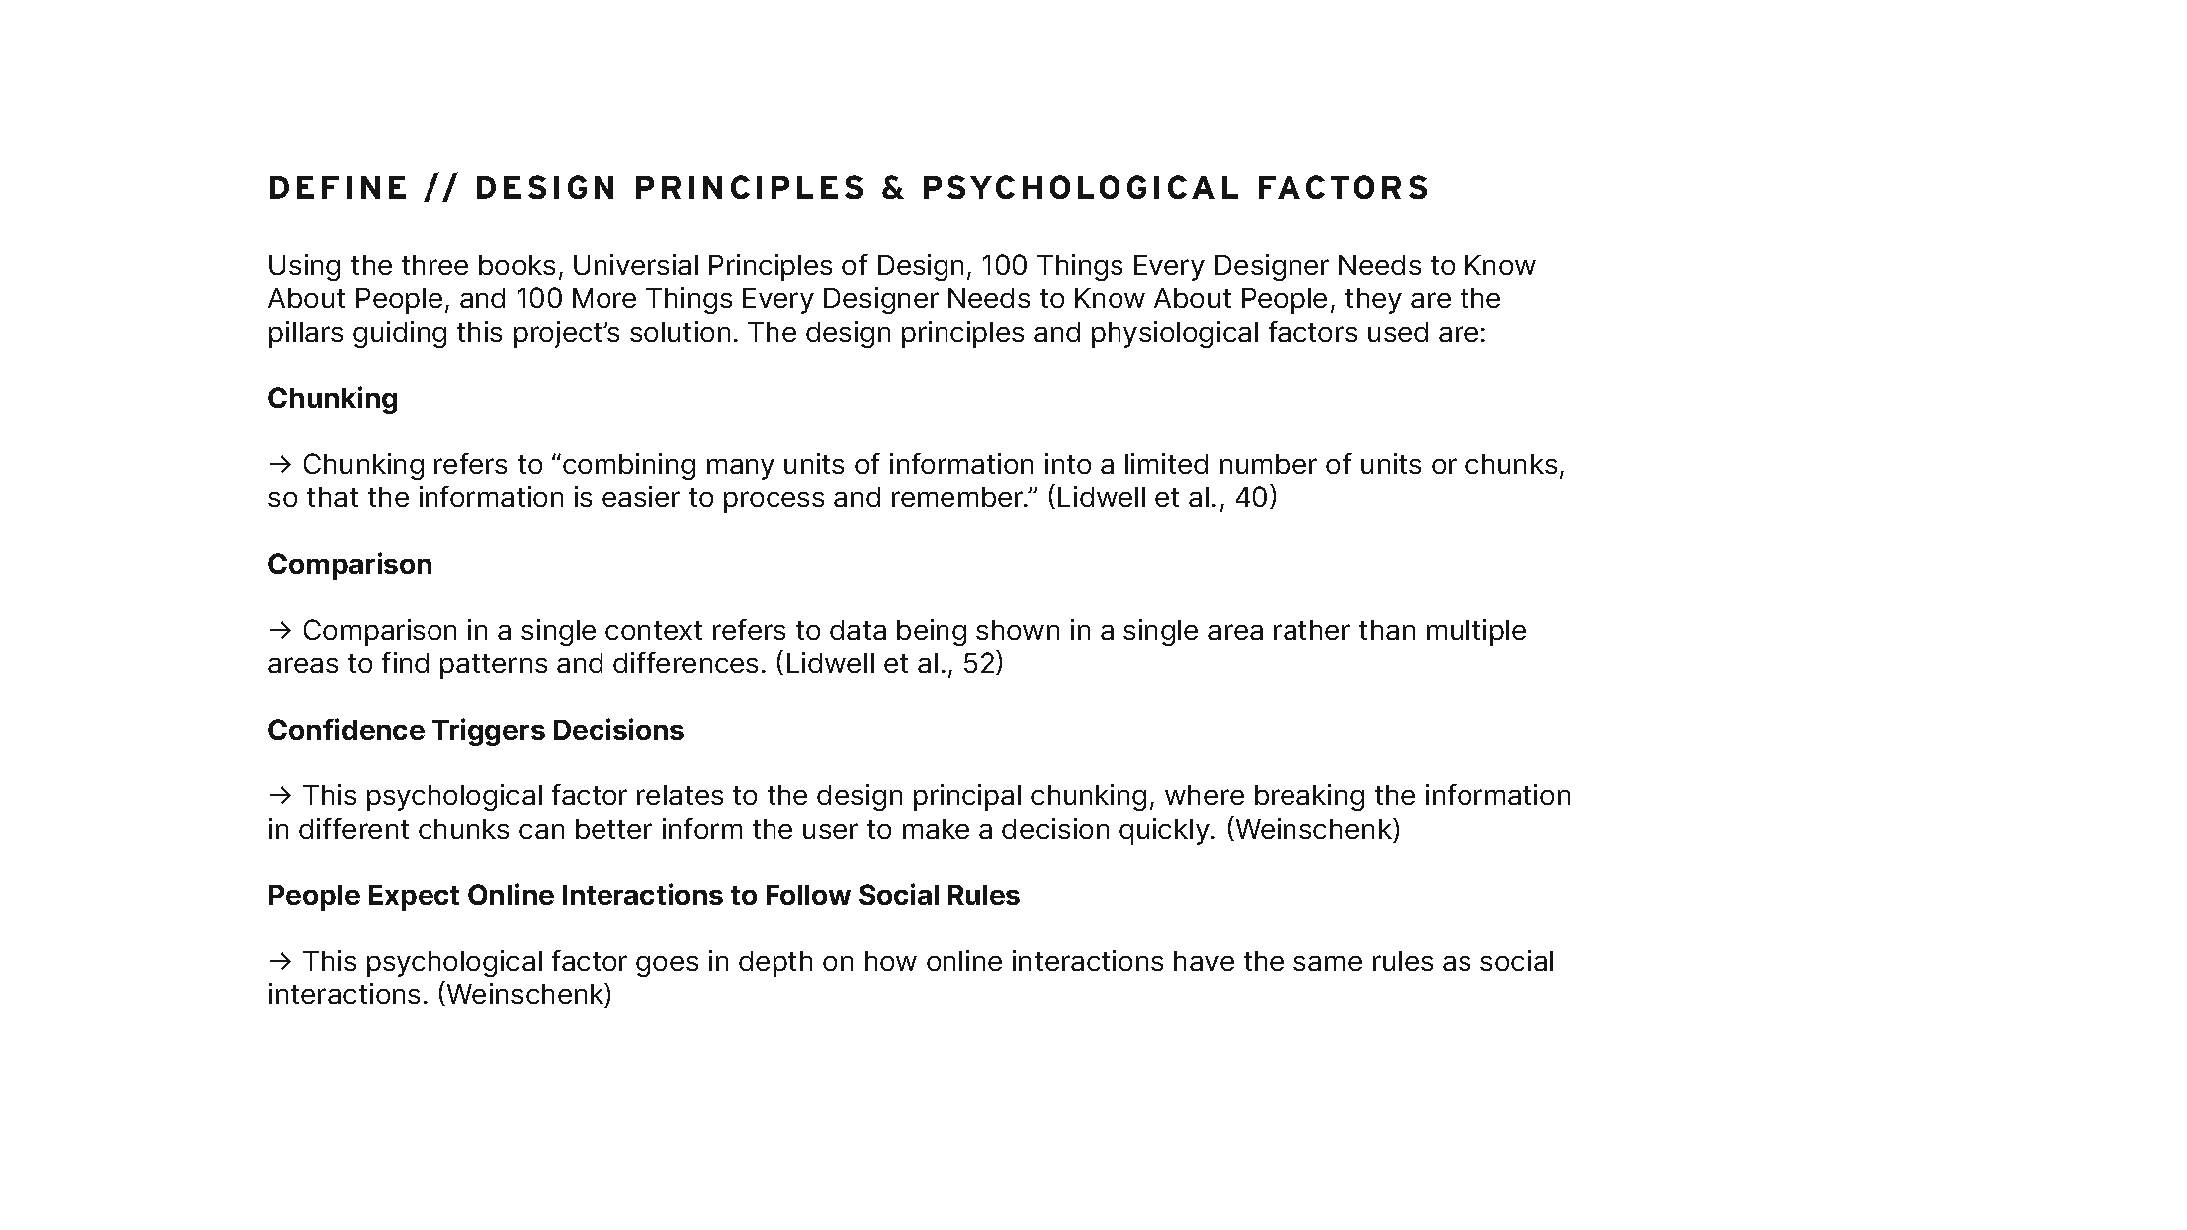 DEFINE // DESIGN PRINCIPLES & PSYCHOLOGICAL FACTORS
Using the three books, Universial Principles of Design, 100 Things Every Designer Needs to Know
About People, and 100 More Things Every Designer Needs to Know About People, they are the
pillars guiding this project’s solution. The design principles and physiological factors used are:
Chunking
→ Chunking refers to “combining many units of information into a limited number of units or chunks,
so that the information is easier to process and remember.” (Lidwell et al., 40)
Comparison
→ Comparison in a single context refers to data being shown in a single area rather than multiple
areas to find patterns and differences. (Lidwell et al., 52)
Confidence Triggers Decisions
→ This psychological factor relates to the design principal chunking, where breaking the information
in different chunks can better inform the user to make a decision quickly. (Weinschenk)
People Expect Online Interactions to Follow Social Rules
→ This psychological factor goes in depth on how online interactions have the same rules as social
interactions. (Weinschenk)